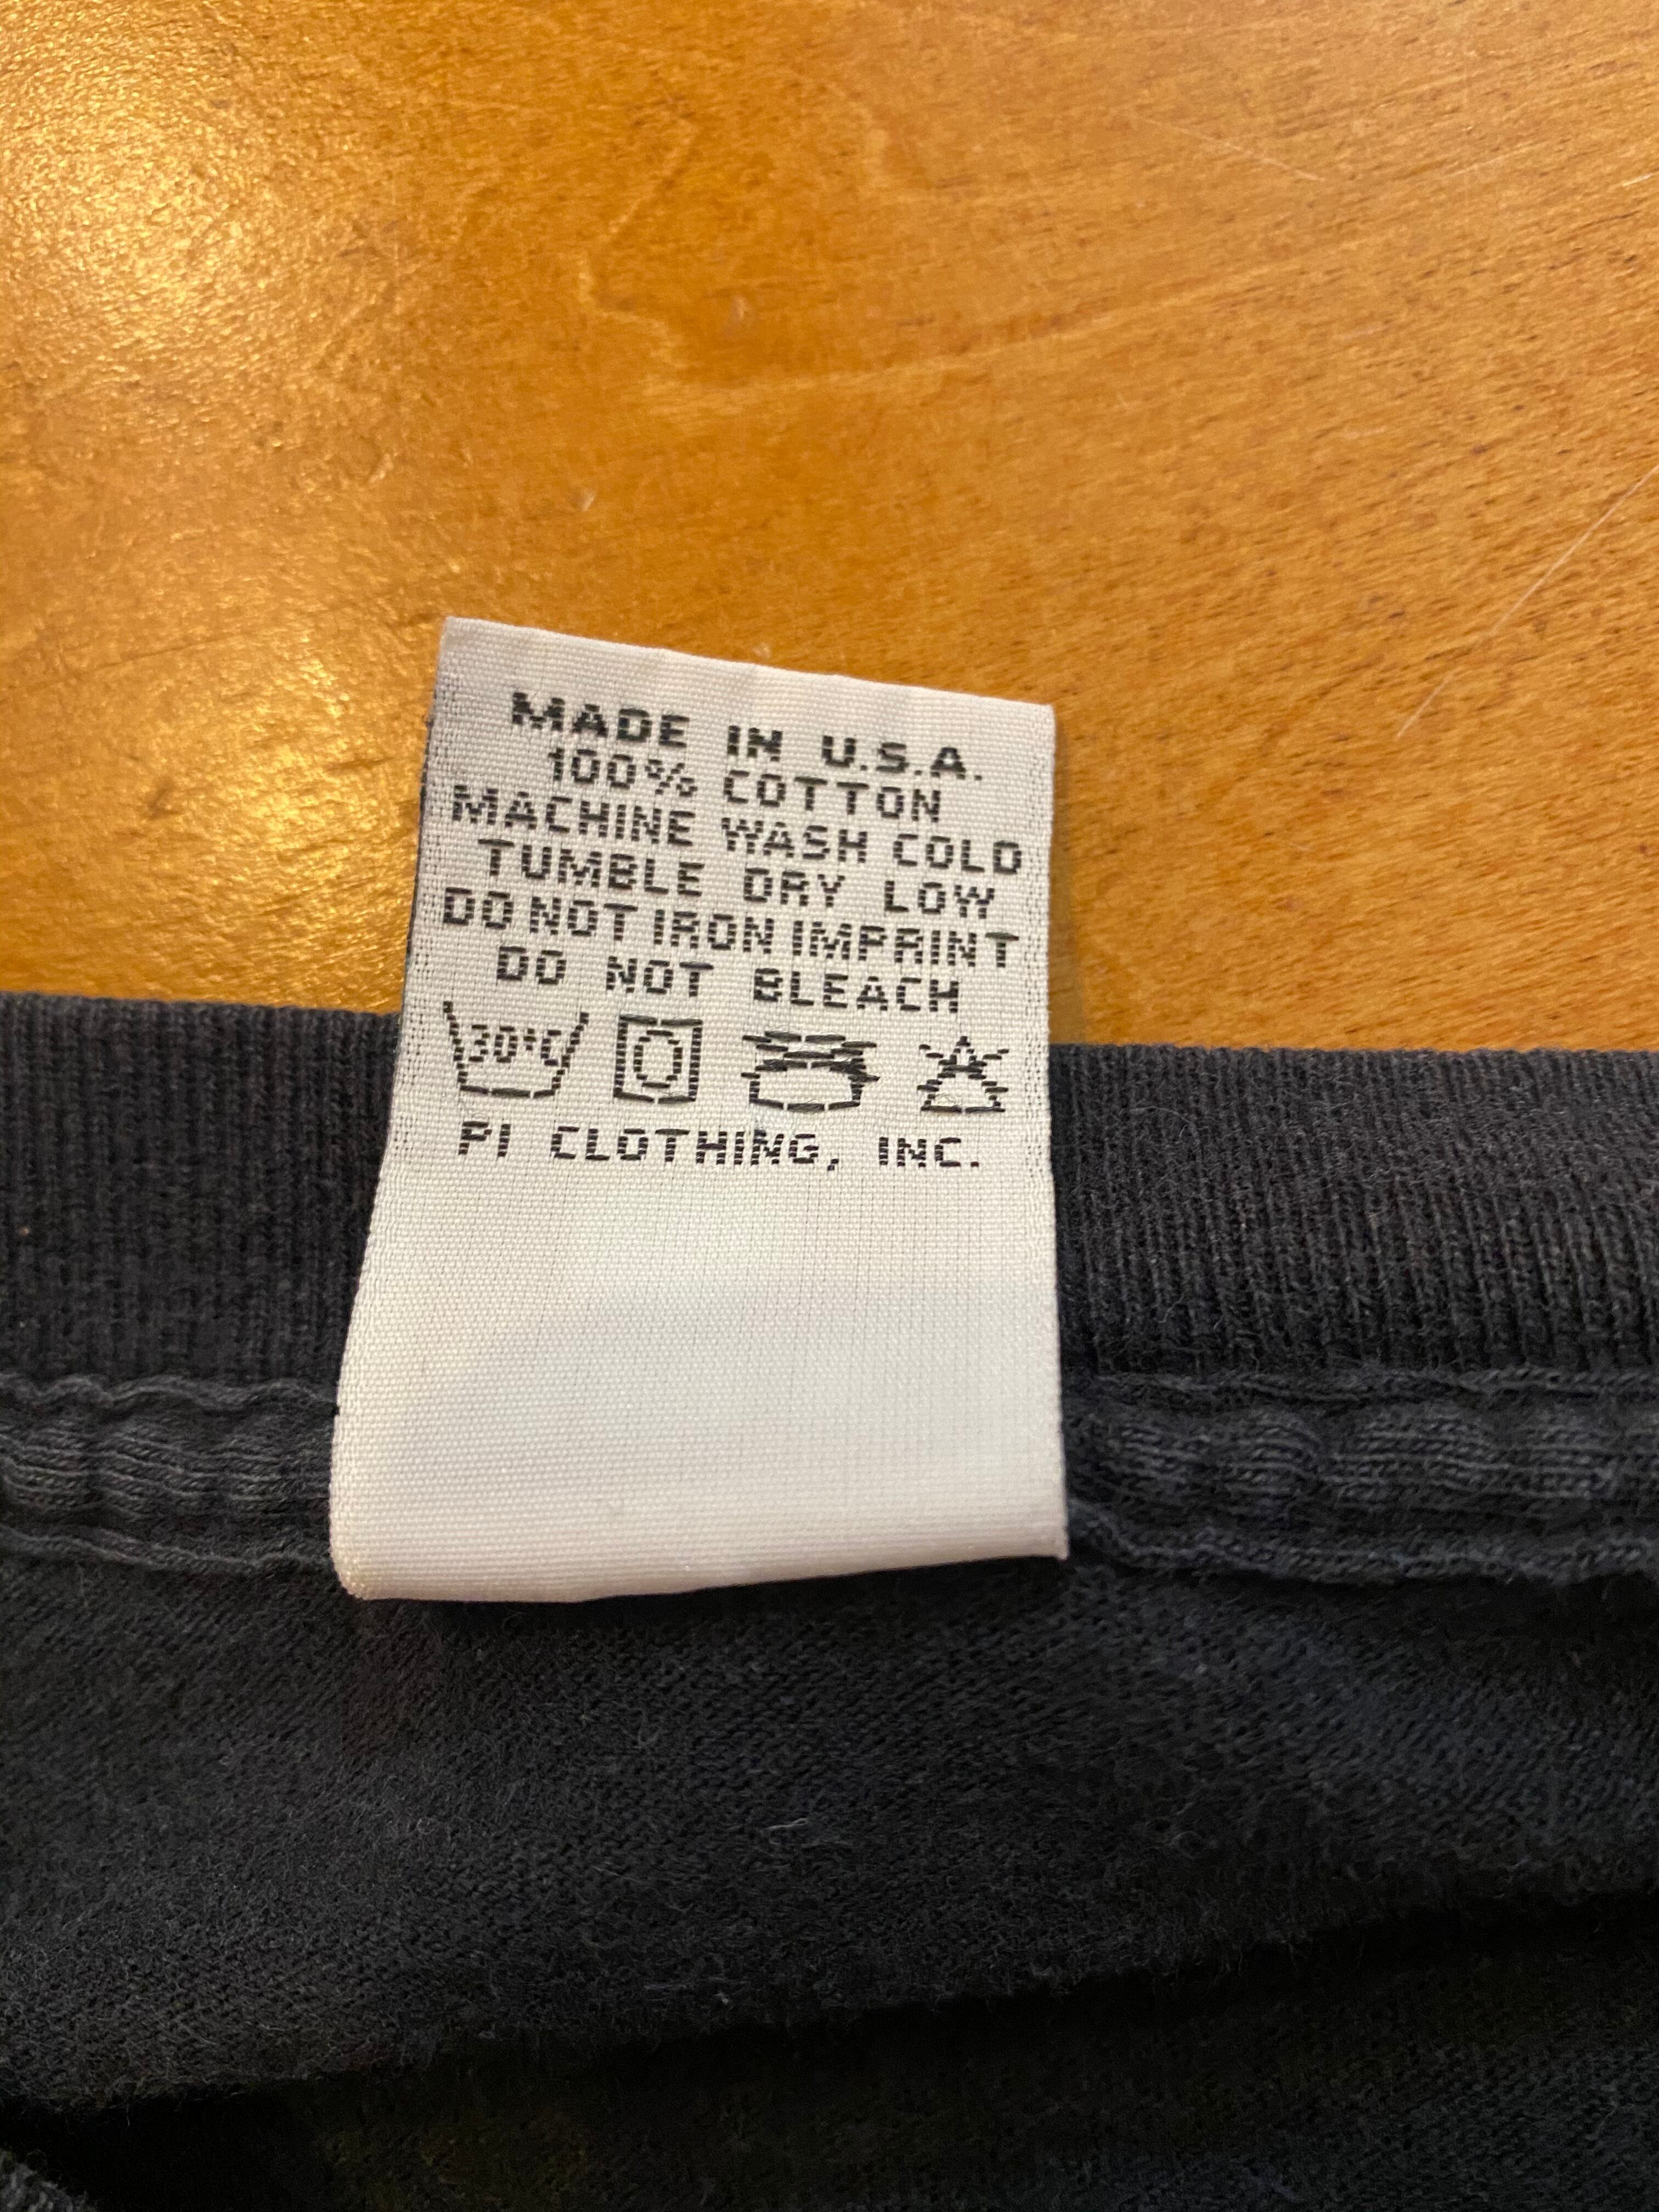 MADE IN U.S.A.
100% COTTON
MACHINE WASH COLD
TUMBLE DRY LOW
DO NOT IRON IMPRINT
DO NOT BLEACH
30°C
PI CLOTHING, INC.